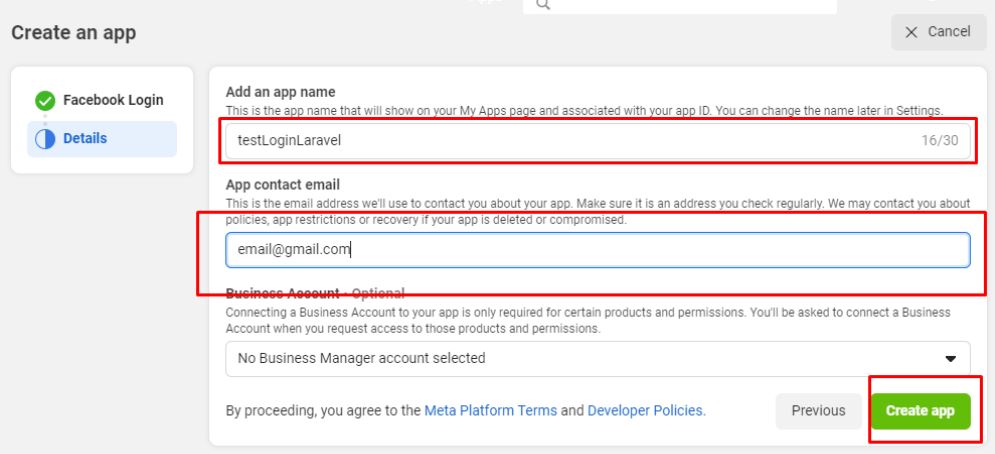 Create an app
Cancel
Facebook Login
Details
Add an app name
This is the app name that will show on your My Apps page and associated with your app ID. You can change the name later in Settings.
testLoginLaravel
16/30
App contact email
This is the email address we'll use to contact you about your app. Make sure it is an address you check regularly. We may contact you about
policies, app restrictions or recovery if your app is deleted or compromised.
email@gmail.com
Business Account · Optional
Connecting a Business Account to your app is only required for certain products and permissions. You'll be asked to connect a Business
Account when you request access to those products and permissions.
No Business Manager account selected
By proceeding, you agree to the Meta Platform Terms and Developer Policies.
Previous
Create app